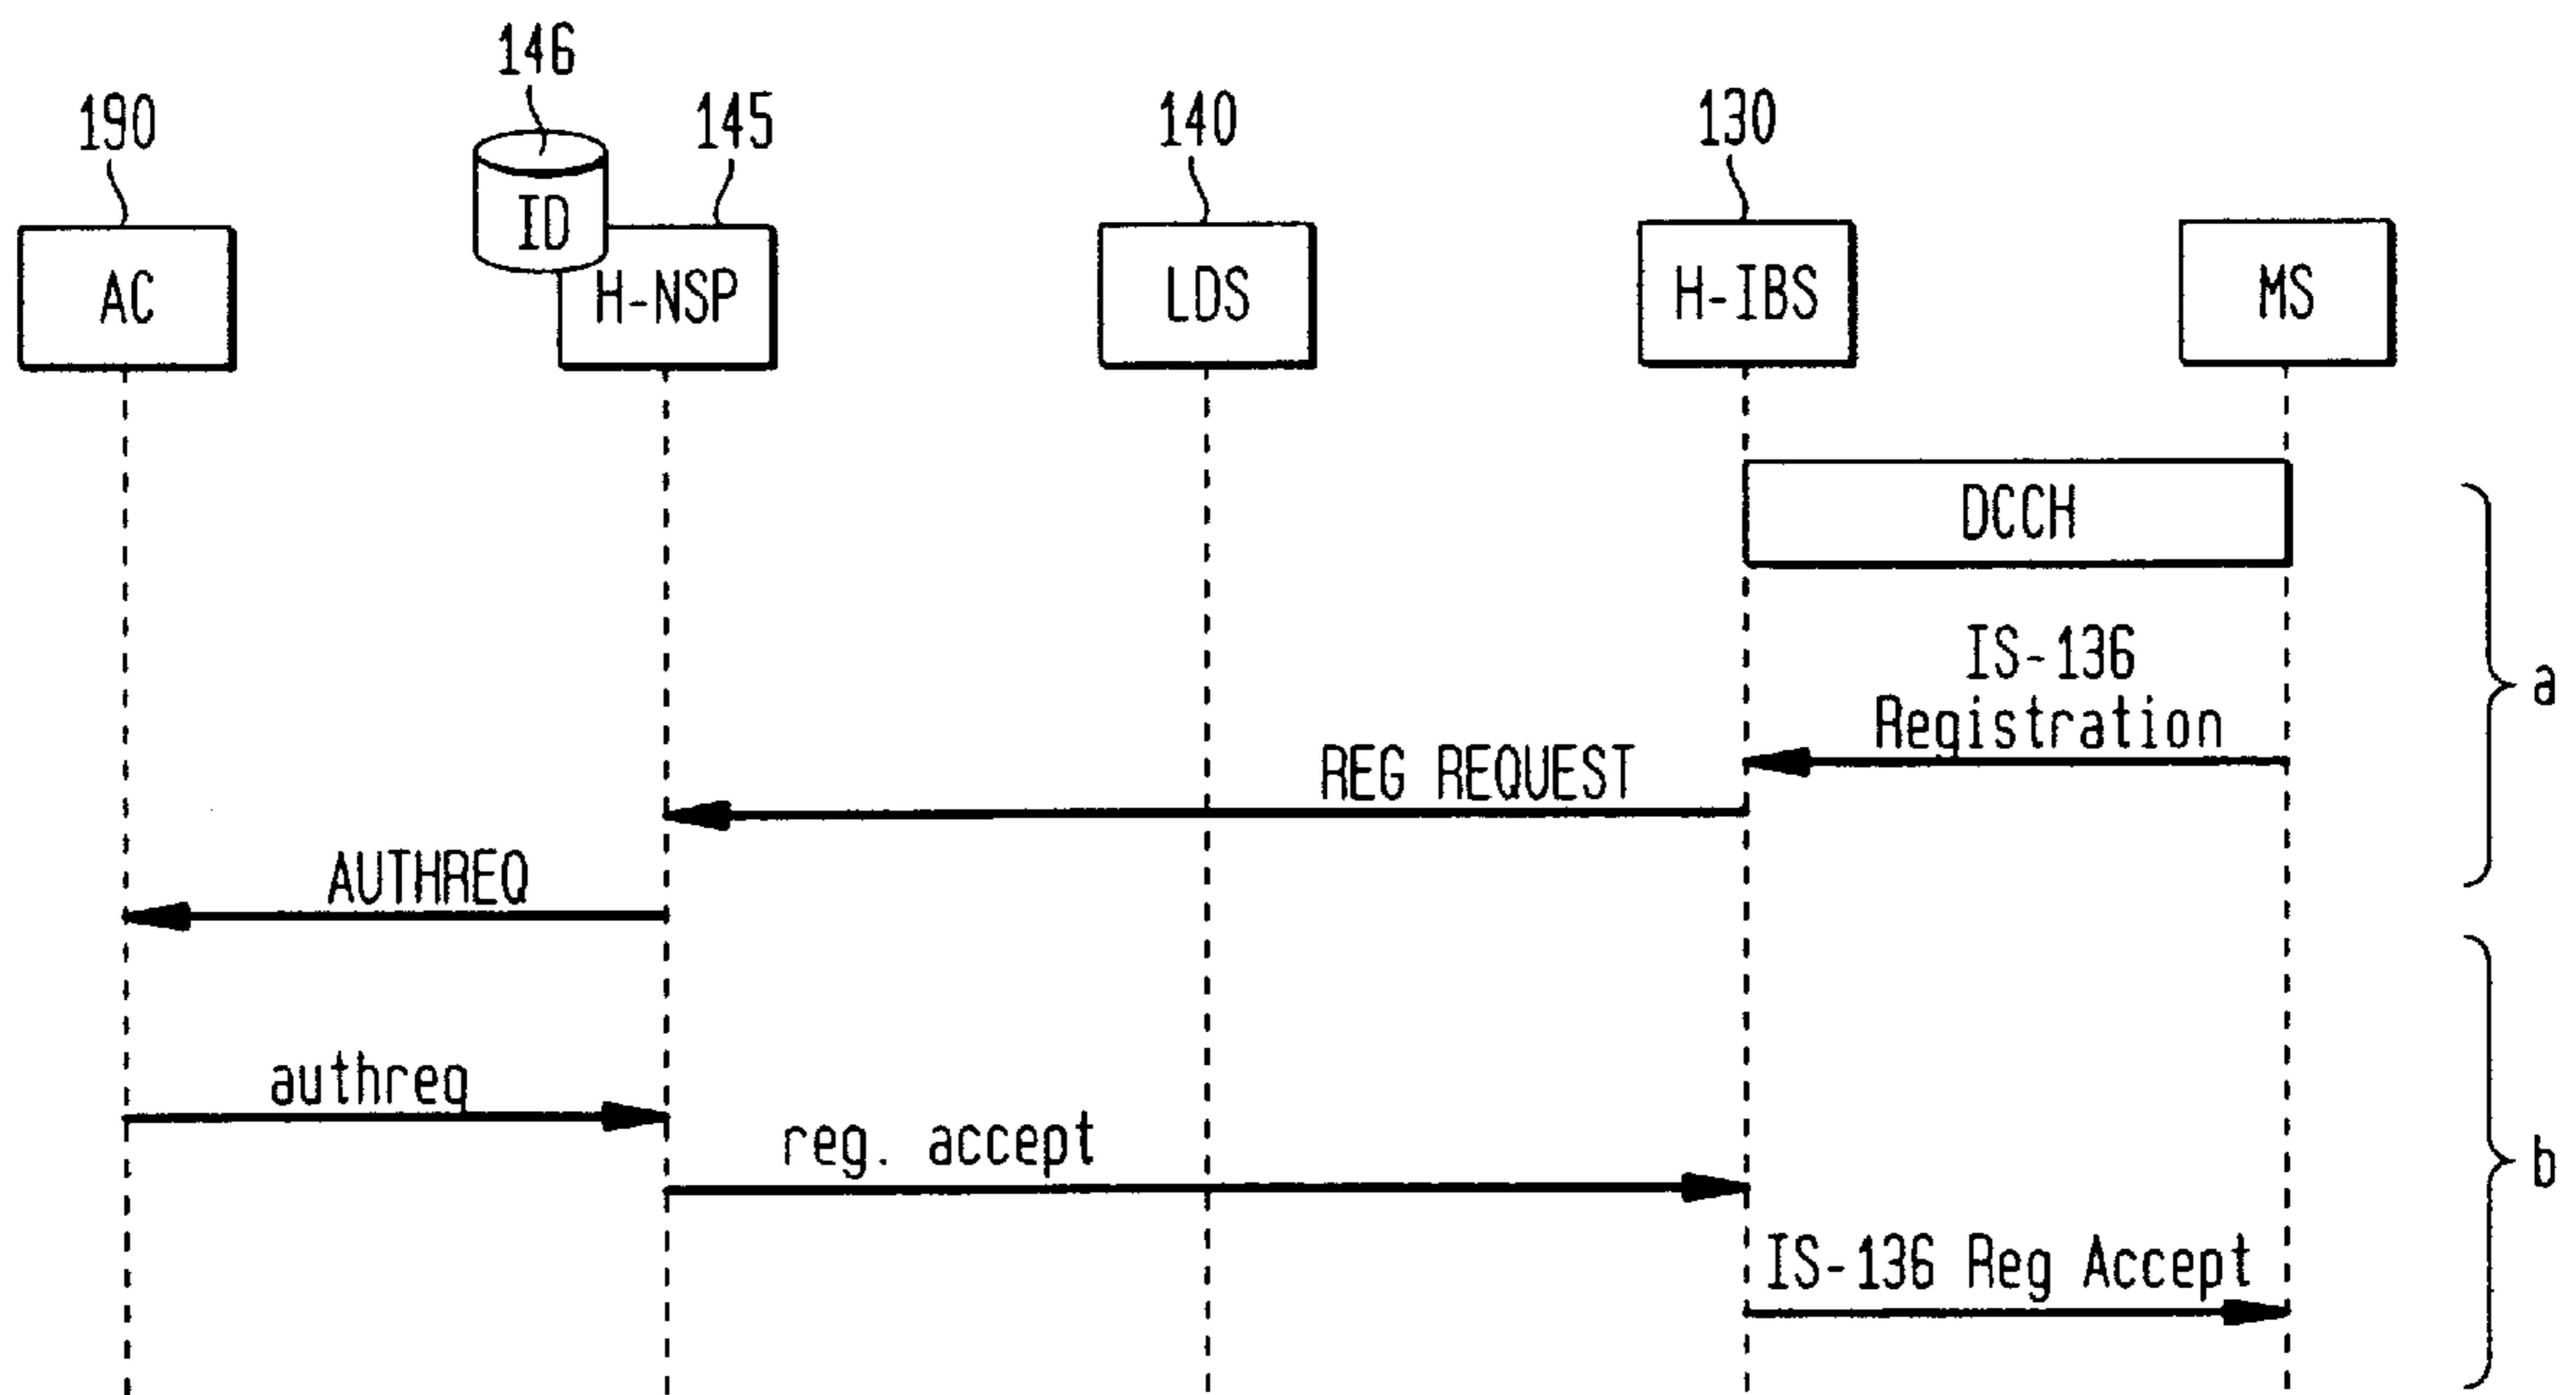 146
190
145
140
130
ID
AC
H-NSP
LDS
H-IBS
MS
DCCH
IS-136
Registration
a
REG REQUEST
AUTHREQ
authreq
reg. accept
b
IS-136 Reg Accept